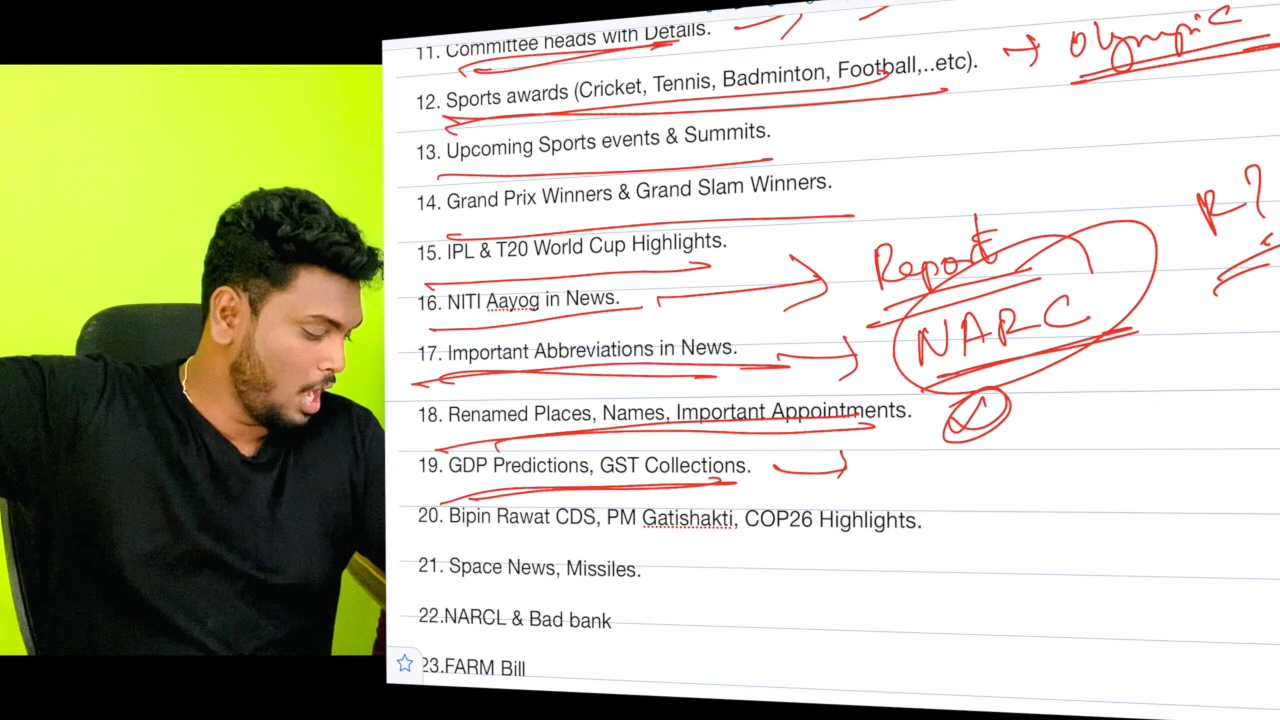 11. Committee heads with Details.
12. Sports awards (Cricket, Tennis, Badminton, Football,..etc).
Olympic
13. Upcoming Sports events & Summits.
14. Grand Prix Winners & Grand Slam Winners.
R?
15. IPL & T20 World Cup Highlights.
Report
16. NITI Aayog in News.
NARC
17. Important Abbreviations in News.
18. Renamed Places, Names, Important Appointments.
19. GDP Predictions, GST Collections.
20. Bipin Rawat CDS, PM Gatishakti, COP26 Highlights.
21. Space News, Missiles.
22.NARCL & Bad bank
23.FARM Bill